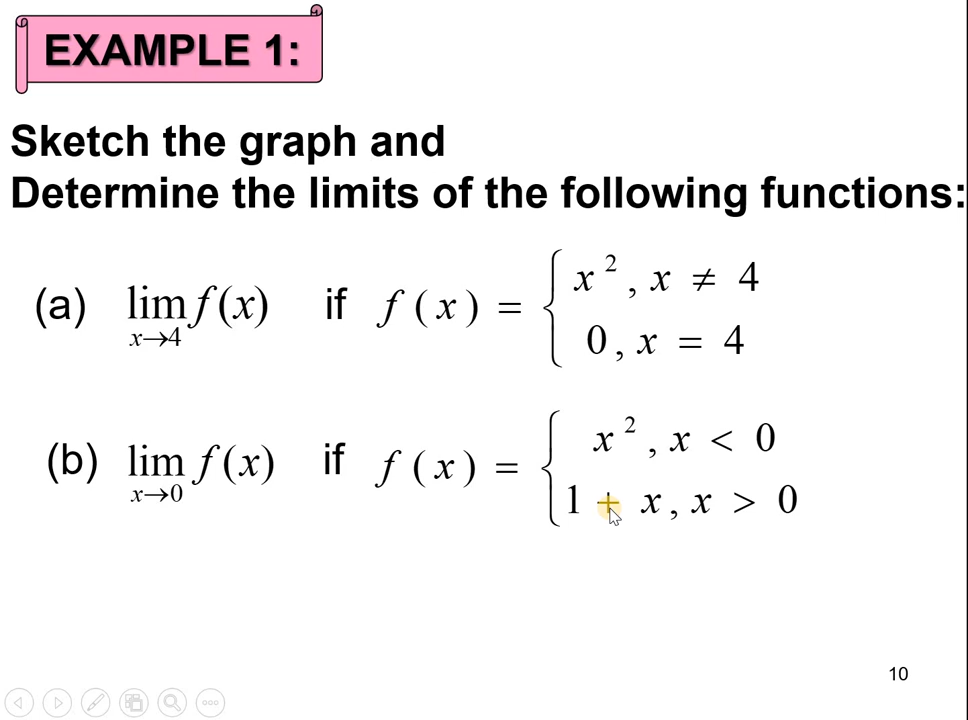 EXAMPLE 1:
Sketch the graph and
Determine the limits of the following functions:
(a) lim x→4 f(x) if f(x) = { x², x ≠ 4
0, x = 4
(b) lim x→0 f(x) if f(x) = { x², x < 0
1 + x, x > 0
10